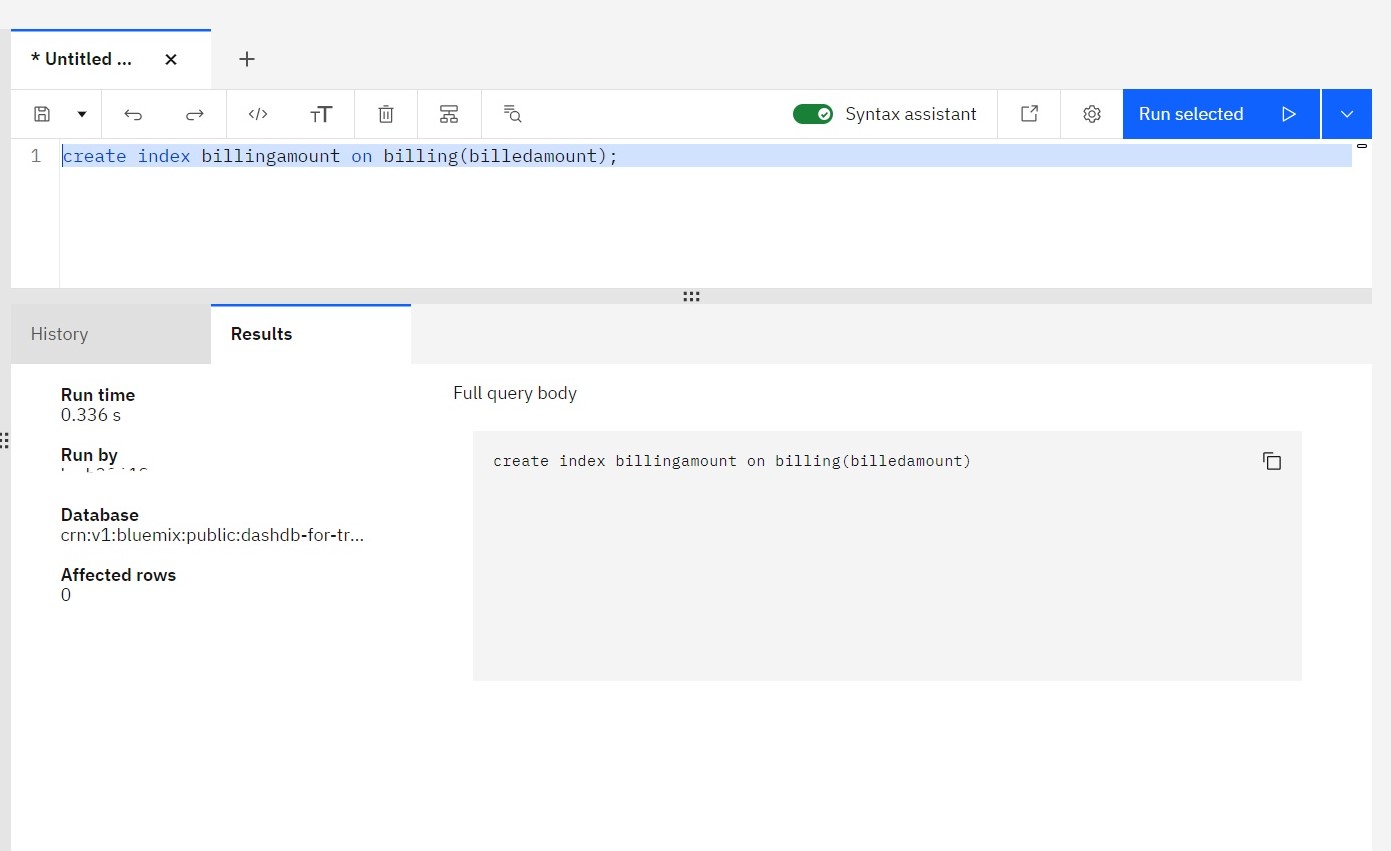 * Untitled ...
Syntax assistant
Run selected
1
create index billingamount on billing(billedamount);
History
Results
Run time
0.336 s
Full query body
Run by
create index billingamount on billing(billedamount)
Database
crn:v1:bluemix:public:dashdb-for-tr...
Affected rows
0